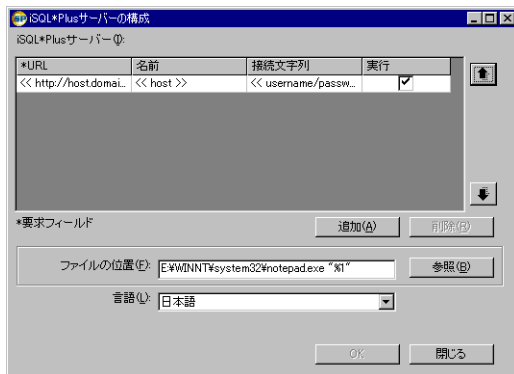 iSQL*Plusサーバーの構成
iSQL*Plusサーバー(I):
*URL 名前 接続文字列 実行
<< http://host.domai... << host >> << username/passw...
*要求フィールド 追加(A) 削除(R)
ファイルの位置(F): E:¥WINNT¥system32¥notepad.exe "%1" 参照(B)
言語(L): 日本語
OK 閉じる